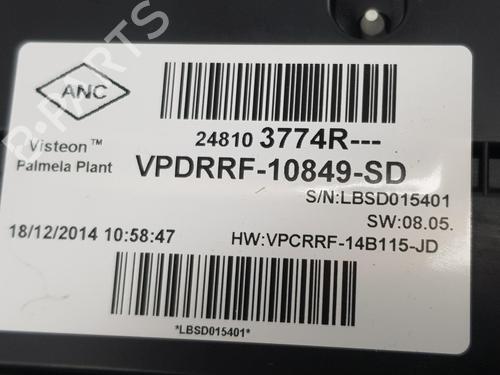 ANC
Visteon™
Palmela Plant
24810 3774R---
VPDRRF-10849-SD
S/N:LBSD015401
SW:08.05.
18/12/2014 10:58:47
HW:VPCRRF-14B115-JD
*LBSD015401*
B-PARTS